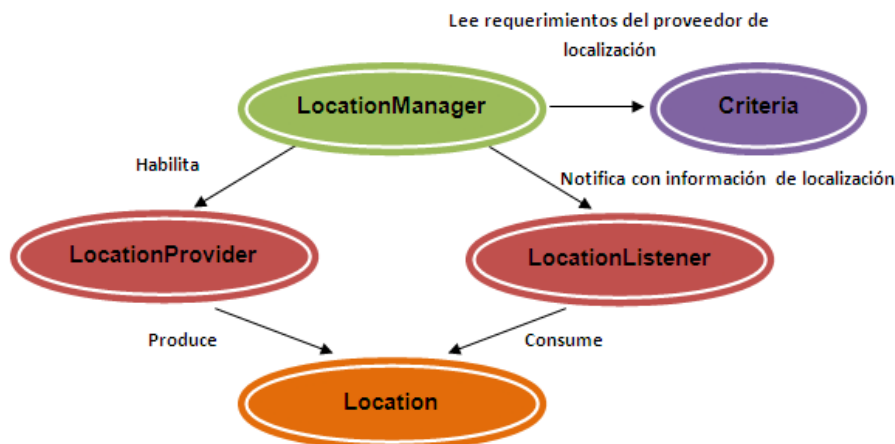 Lee requerimientos del proveedor de
localización
LocationManager
Criteria
Habilita
Notifica con información de localización
LocationProvider
LocationListener
Produce
Consume
Location